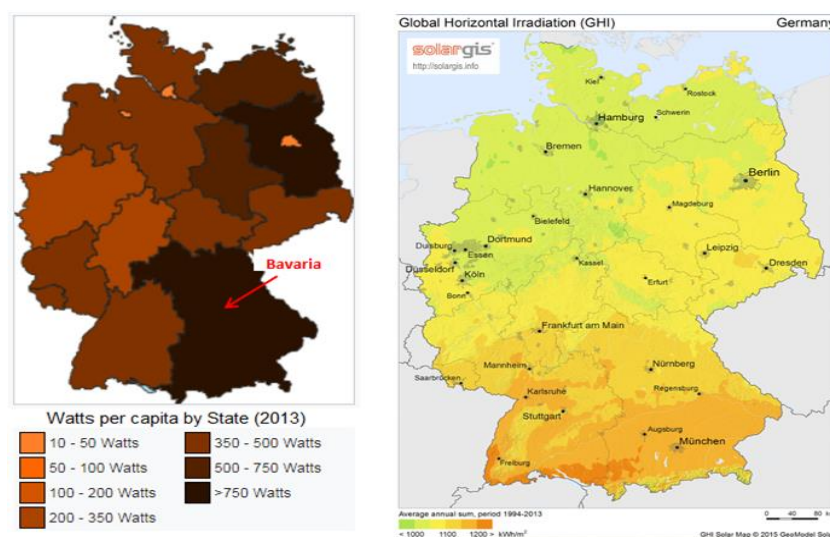 Bavaria
Watts per capita by State (2013)
10 - 50 Watts
50 - 100 Watts
100 - 200 Watts
200 - 350 Watts
350 - 500 Watts
500 - 750 Watts
>750 Watts
Global Horizontal Irradiation (GHI) Germany
solargis
http://solargis.info
Kiel
Rostock
Hamburg
Schwerin
Bremen
Berlin
Hannover
Magdeburg
Bielefeld
Dortmund
Duisburg
Essen
Düsseldorf
Kassel
Leipzig
Köln
Dresden
Erfurt
Bonn
Frankfurt am Main
Mannheim
Nürnberg
Saarbrücken
Karlsruhe
Regensburg
Stuttgart
Augsburg
München
Freiburg
Average annual sum, period 1994-2013
< 1000 1100 1200 > kWh/m²
0 40 80
GHI Solar Map © 2015 GeoModel Sol